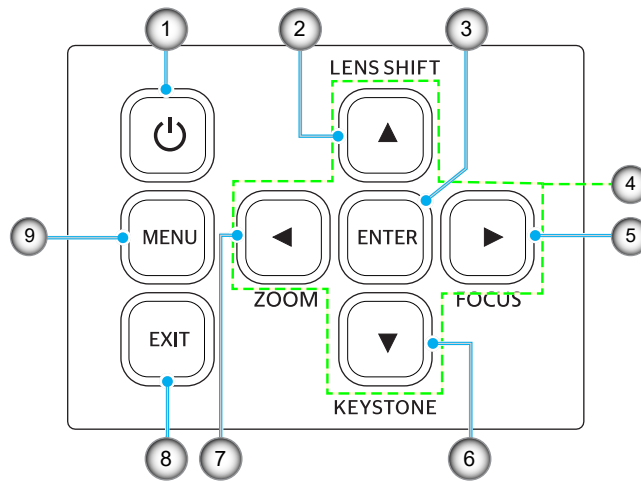 1
2
3
LENS SHIFT
4
9
MENU
ENTER
5
ZOOM
FOCUS
EXIT
KEYSTONE
8
7
6